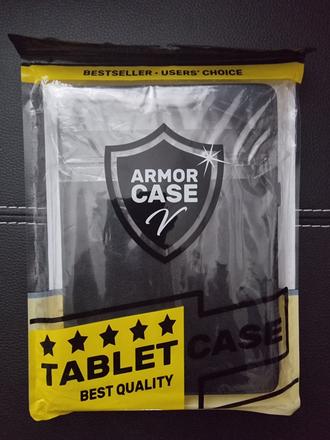 BESTSELLER • USERS' CHOICE
ARMOR
CASE
V
TABLET CASE
BEST QUALITY